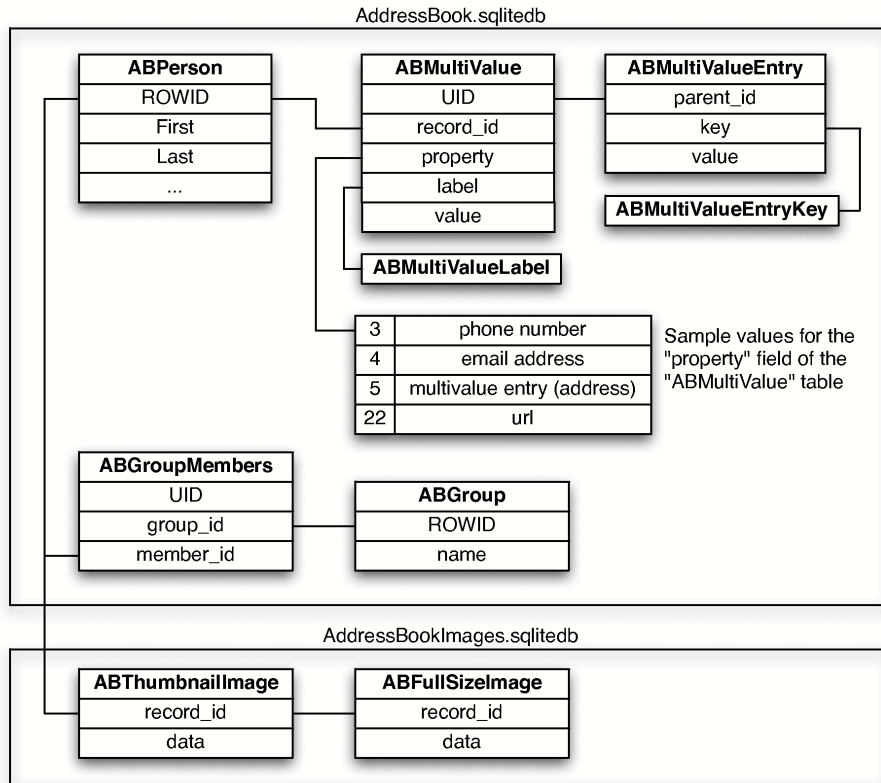 AddressBook.sqlitedb
ABPerson
ROWID
First
Last
...
ABMultiValue
UID
record_id
property
label
value
ABMultiValueEntry
parent_id
key
value
ABMultiValueEntryKey
ABMultiValueLabel
3 phone number
4 email address
5 multivalue entry (address)
22 url
Sample values for the
"property" field of the
"ABMultiValue" table
ABGroupMembers
UID
group_id
member_id
ABGroup
ROWID
name
AddressBookImages.sqlitedb
ABThumbnailImage
record_id
data
ABFullSizeImage
record_id
data